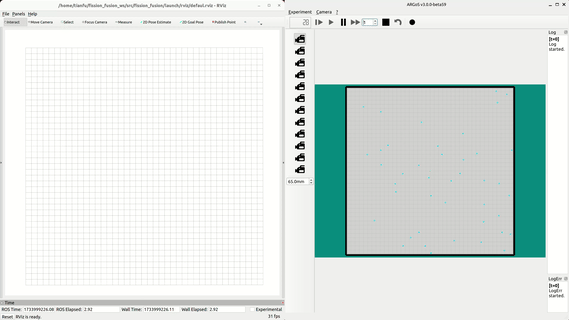 /home/tianfu/fission_fusion_ws/src/fission_fusion/launch/rviz/default.rviz - RViz
File Panels Help
Interact Move Camera Select Focus Camera Measure 2D Pose Estimate 2D Goal Pose Publish Point
Time
ROS Time: 1733999226.08 ROS Elapsed: 2.92 Wall Time: 1733999226.11 Wall Elapsed: 2.92 Experimental
Reset RViz is ready. 31 fps
ARGoS v3.0.0-beta59
Experiment Camera ?
65.0mm
Log
[t=0]
Log
started.
LogErr
[t=0]
LogErr
started.